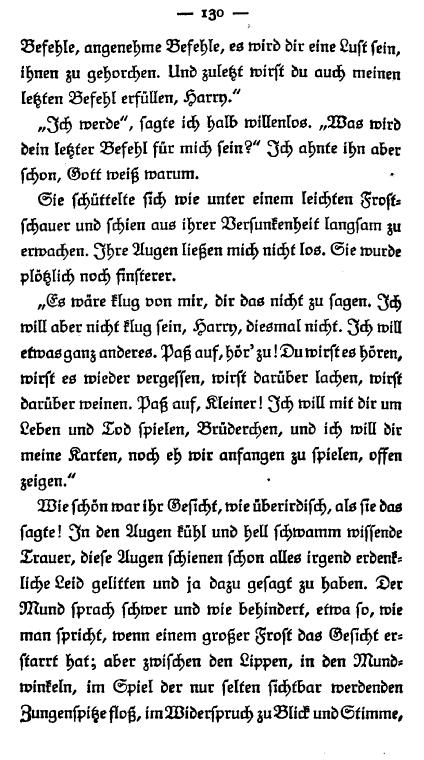 — 130 —
Befehle, angenehme Befehle, es wird dir eine Lust sein,
ihnen zu gehorchen. Und zuletzt wirst du auch meinen
letzten Befehl erfüllen, Harry.“
„Ich werde“, sagte ich halb willenlos. „Was wird
dein letzter Befehl für mich sein?“ Ich ahnte ihn aber
schon, Gott weiß warum.
Sie schüttelte sich wie unter einem leichten Frost-
schauer und schien aus ihrer Versunkenheit langsam zu
erwachen. Ihre Augen ließen mich nicht los. Sie wurde
plötzlich noch finsterer.
„Es wäre klug von mir, dir das nicht zu sagen. Ich
will aber nicht klug sein, Harry, diesmal nicht. Ich will
etwas ganz anderes. Paß auf, hör’ zu! Du wirst es hören,
wirst es wieder vergessen, wirst darüber lachen, wirst
darüber weinen. Paß auf, Kleiner! Ich will mit dir um
Leben und Tod spielen, Brüderchen, und ich will dir
meine Karten, noch eh wir anfangen zu spielen, offen
zeigen.“
Wie schön war ihr Gesicht, wie überirdisch, als sie das
sagte! In den Augen kühl und hell schwamm wissende
Trauer, diese Augen schienen schon alles irgend erdenk-
liche Leid gelitten und ja dazu gesagt zu haben. Der
Mund sprach schwer und wie behindert, etwa so, wie
man spricht, wenn einem großer Frost das Gesicht er-
starrt hat; aber zwischen den Lippen, in den Mund-
winkeln, im Spiel der nur selten sichtbar werdenden
Zungenspitze floß, im Widerspruch zu Blick und Stimme,